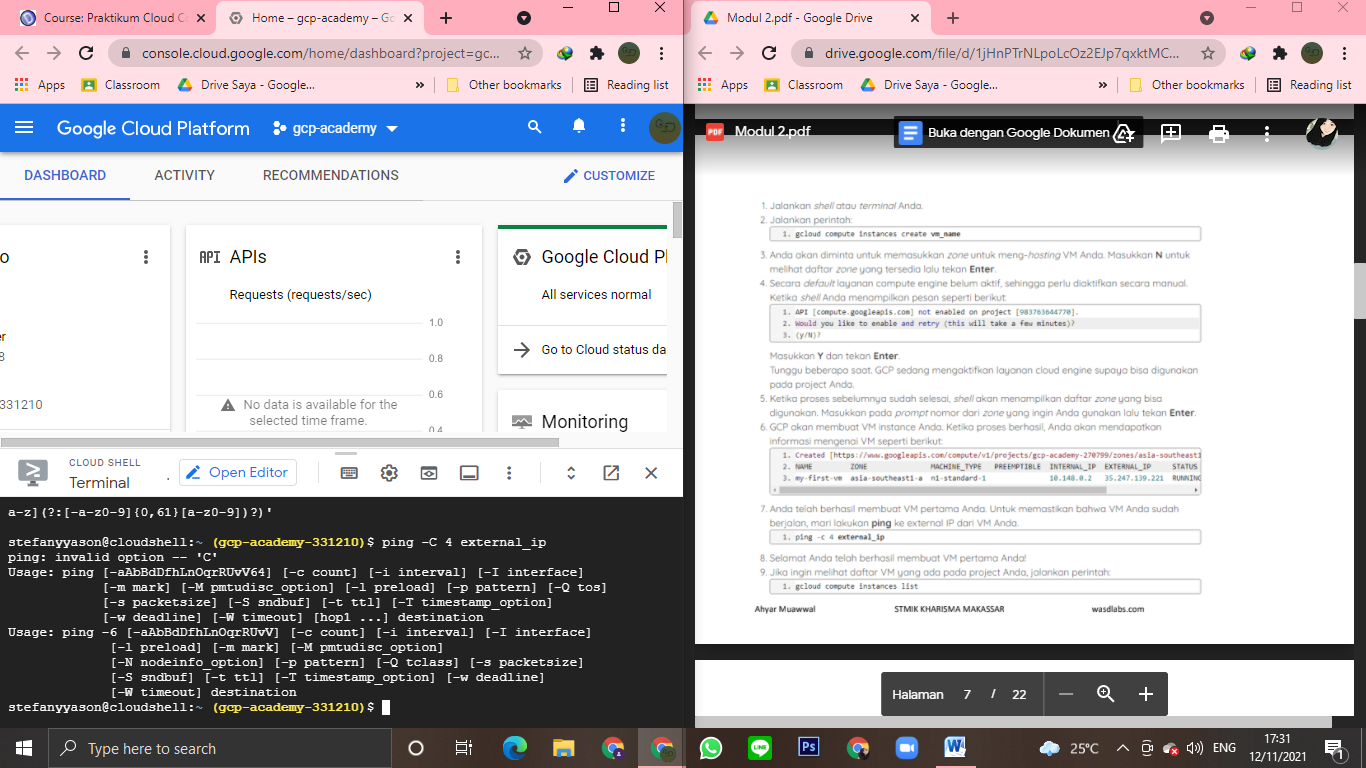 Course: Praktikum Cloud C
Home – gcp-academy – Go
console.cloud.google.com/home/dashboard?project=gc...
Apps
Classroom
Drive Saya - Google...
»
Other bookmarks
Reading list
Google Cloud Platform
gcp-academy
DASHBOARD
ACTIVITY
RECOMMENDATIONS
CUSTOMIZE
o
er
8
331210
API APIs
Requests (requests/sec)
1.0
0.8
0.6
0.4
No data is available for the
selected time frame.
Google Cloud Pl
All services normal
Go to Cloud status da
Monitoring
CLOUD SHELL
Terminal
Open Editor
a-z](?:[-a-z0-9]{0,61}[a-z0-9])?)'
stefanyyason@cloudshell:~ (gcp-academy-331210)$ ping -C 4 external_ip
ping: invalid option -- 'C'
Usage: ping [-aAbBdDfhLnOqrRUvV64] [-c count] [-i interval] [-I interface]
[-m mark] [-M pmtudisc_option] [-l preload] [-p pattern] [-Q tos]
[-s packetsize] [-S sndbuf] [-t ttl] [-T timestamp_option]
[-w deadline] [-W timeout] [hop1 ...] destination
Usage: ping -6 [-aAbBdDfhLnOqrRUvV] [-c count] [-i interval] [-I interface]
[-l preload] [-m mark] [-M pmtudisc_option]
[-N nodeinfo_option] [-p pattern] [-Q tclass] [-s packetsize]
[-S sndbuf] [-t ttl] [-T timestamp_option] [-w deadline]
[-W timeout] destination
stefanyyason@cloudshell:~ (gcp-academy-331210)$
Modul 2.pdf - Google Drive
drive.google.com/file/d/1jHnPTrNLpoLcOz2EJp7qxktMC...
Apps
Classroom
Drive Saya - Google...
»
Other bookmarks
Reading list
PDF Modul 2.pdf
Buka dengan Google Dokumen
1. Jalankan shell atau terminal Anda.
2. Jalankan perintah:
1. gcloud compute instances create vm_name
3. Anda akan diminta untuk memasukkan zone untuk meng-hosting VM Anda. Masukkan N untuk
melihat daftar zone yang tersedia lalu tekan Enter.
4. Secara default layanan compute engine belum aktif, sehingga perlu diaktifkan secara manual.
Ketika shell Anda menampilkan pesan seperti berikut:
1. API [compute.googleapis.com] not enabled on project [983763644770].
2. Would you like to enable and retry (this will take a few minutes)?
3. (y/N)?
Masukkan Y dan tekan Enter.
Tunggu beberapa saat. GCP sedang mengaktifkan layanan cloud engine supaya bisa digunakan
pada project Anda.
5. Ketika proses sebelumnya sudah selesai, shell akan menampilkan daftar zone yang bisa
digunakan. Masukkan pada prompt nomor dari zone yang ingin Anda gunakan lalu tekan Enter.
6. GCP akan membuat VM instance Anda. Ketika proses berhasil, Anda akan mendapatkan
informasi mengenai VM seperti berikut:
1. Created [https://www.googleapis.com/compute/v1/projects/gcp-academy-270799/zones/asia-southeast1
2. NAME ZONE MACHINE_TYPE PREEMPTIBLE INTERNAL_IP EXTERNAL_IP STATUS
3. my-first-vm asia-southeast1-a n1-standard-1 10.148.0.2 35.247.139.221 RUNNING
7. Anda telah berhasil membuat VM pertama Anda. Untuk memastikan bahwa VM Anda sudah
berjalan, mari lakukan ping ke external IP dari VM Anda.
1. ping -c 4 external_ip
8. Selamat Anda telah berhasil membuat VM pertama Anda!
9. Jika ingin melihat daftar VM yang ada pada project Anda, jalankan perintah:
1. gcloud compute instances list
Ahyar Muawwal STMIK KHARISMA MAKASSAR wasdlabs.com
Halaman 7 / 22
Type here to search
25°C
ENG
17:31
12/11/2021
1